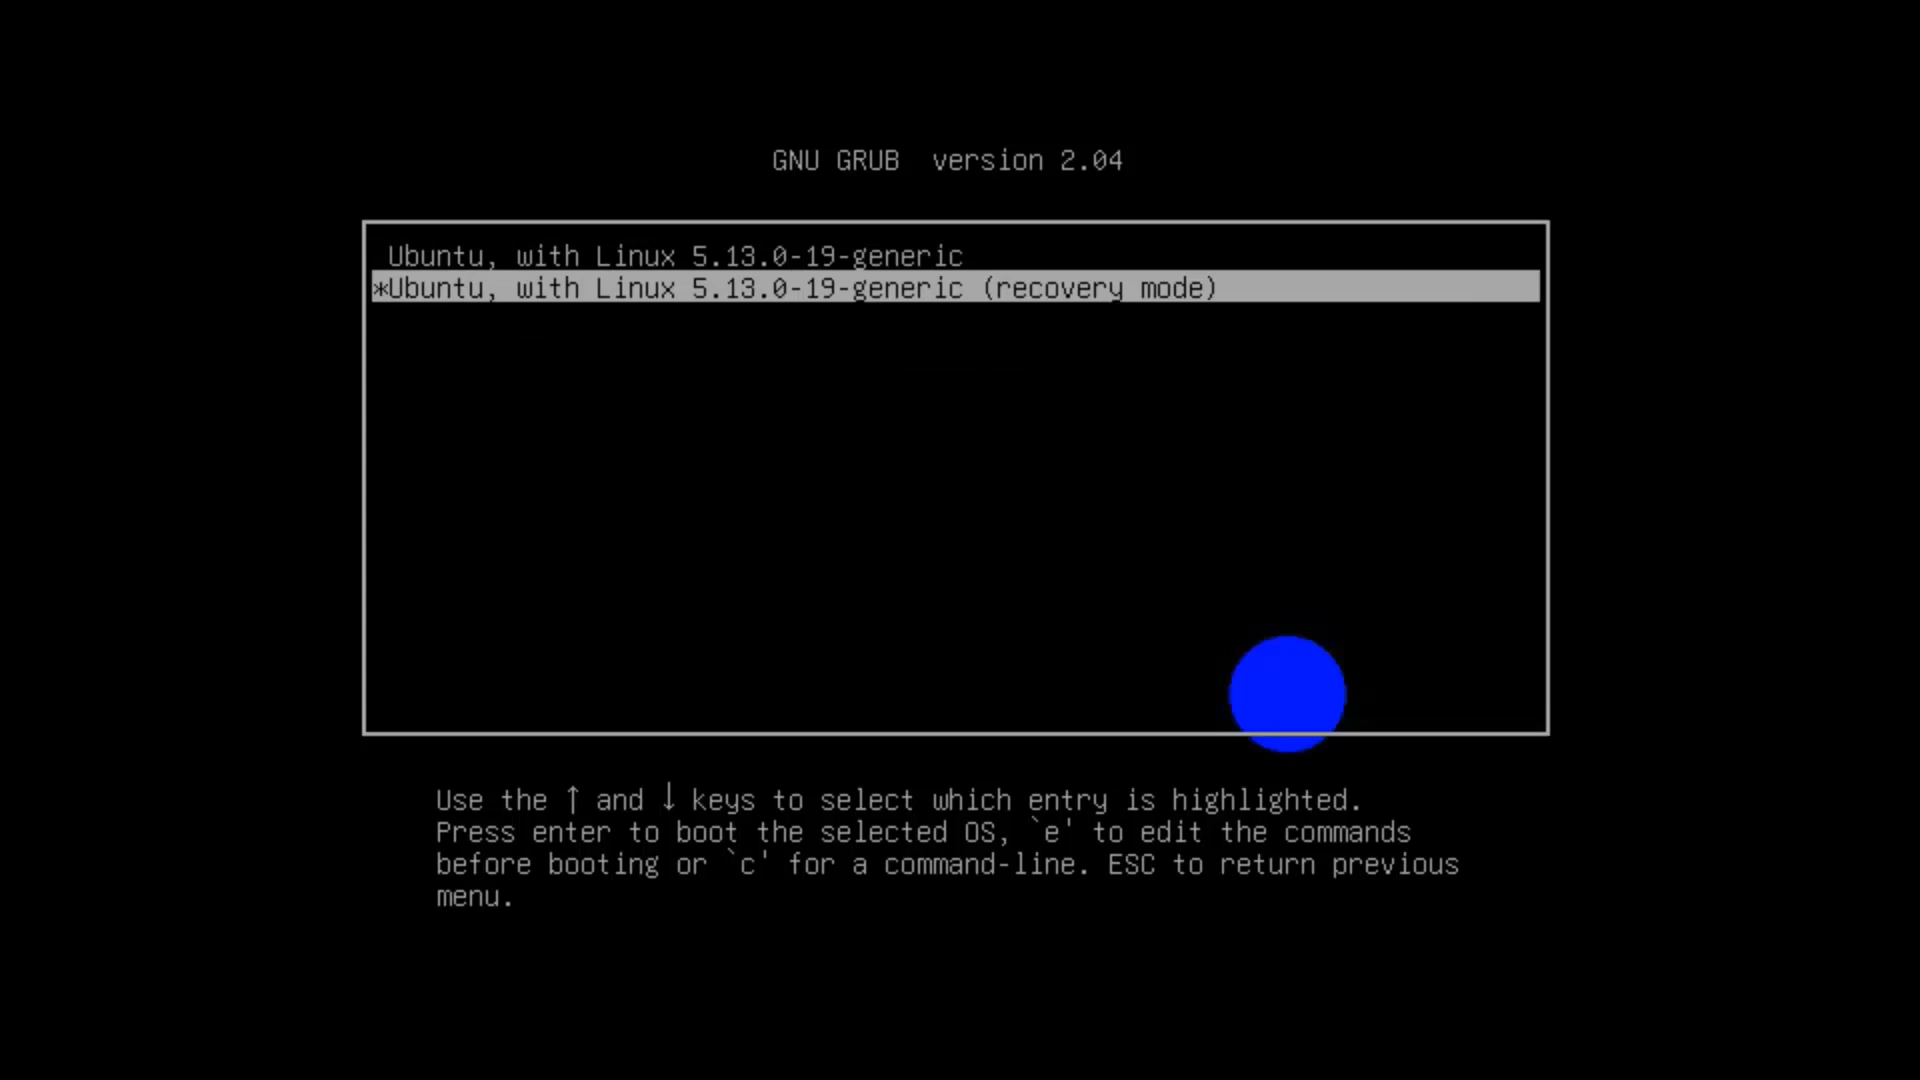 GNU GRUB  version 2.04
Ubuntu, with Linux 5.13.0-19-generic
*Ubuntu, with Linux 5.13.0-19-generic (recovery mode)
Use the ↑ and ↓ keys to select which entry is highlighted.
Press enter to boot the selected OS, `e' to edit the commands
before booting or `c' for a command-line. ESC to return previous
menu.